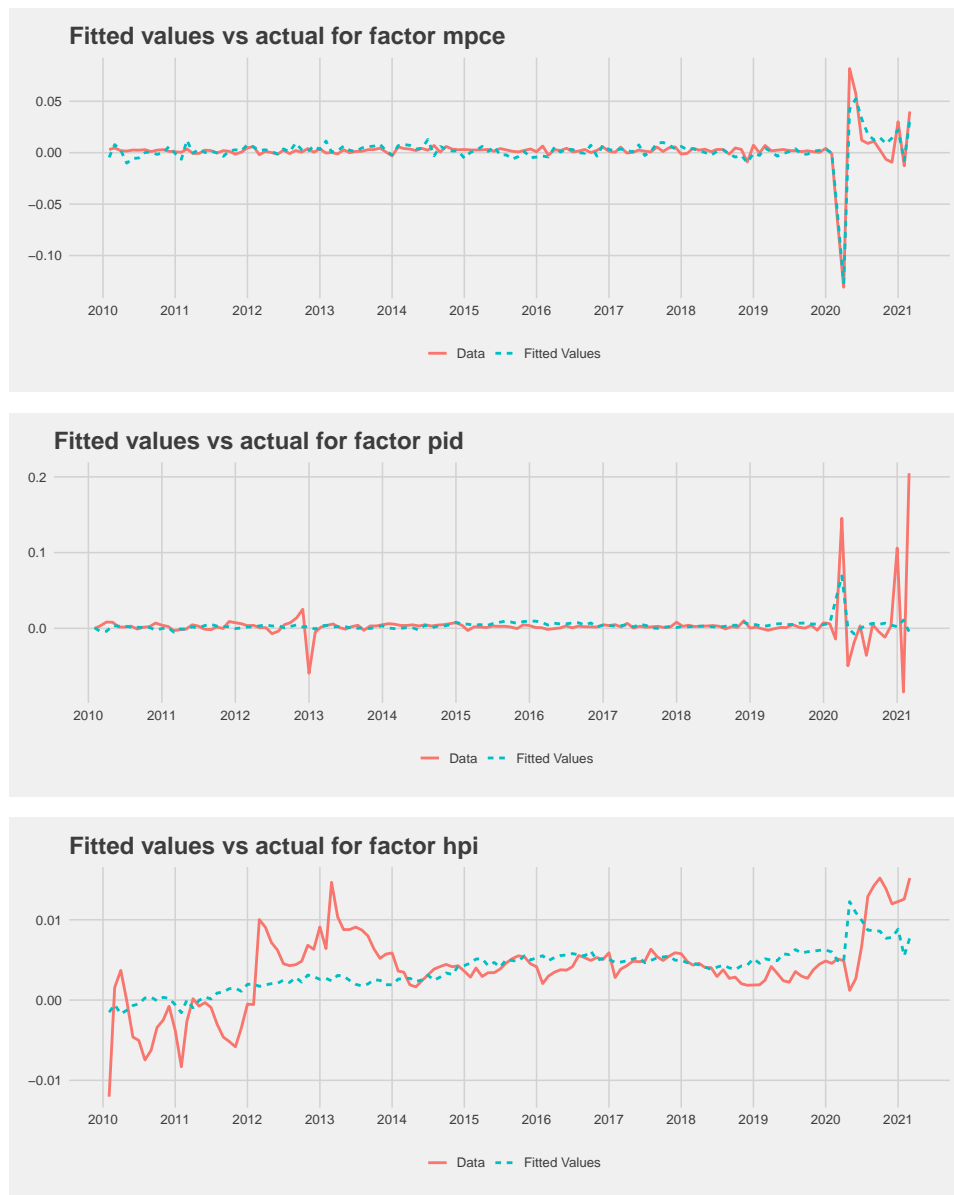 Fitted values vs actual for factor mpce
0.05
0.00
−0.05
−0.10
2010 2011 2012 2013 2014 2015 2016 2017 2018 2019 2020 2021
Data Fitted Values
Fitted values vs actual for factor pid
0.2
0.1
0.0
2010 2011 2012 2013 2014 2015 2016 2017 2018 2019 2020 2021
Data Fitted Values
Fitted values vs actual for factor hpi
0.01
0.00
−0.01
2010 2011 2012 2013 2014 2015 2016 2017 2018 2019 2020 2021
Data Fitted Values